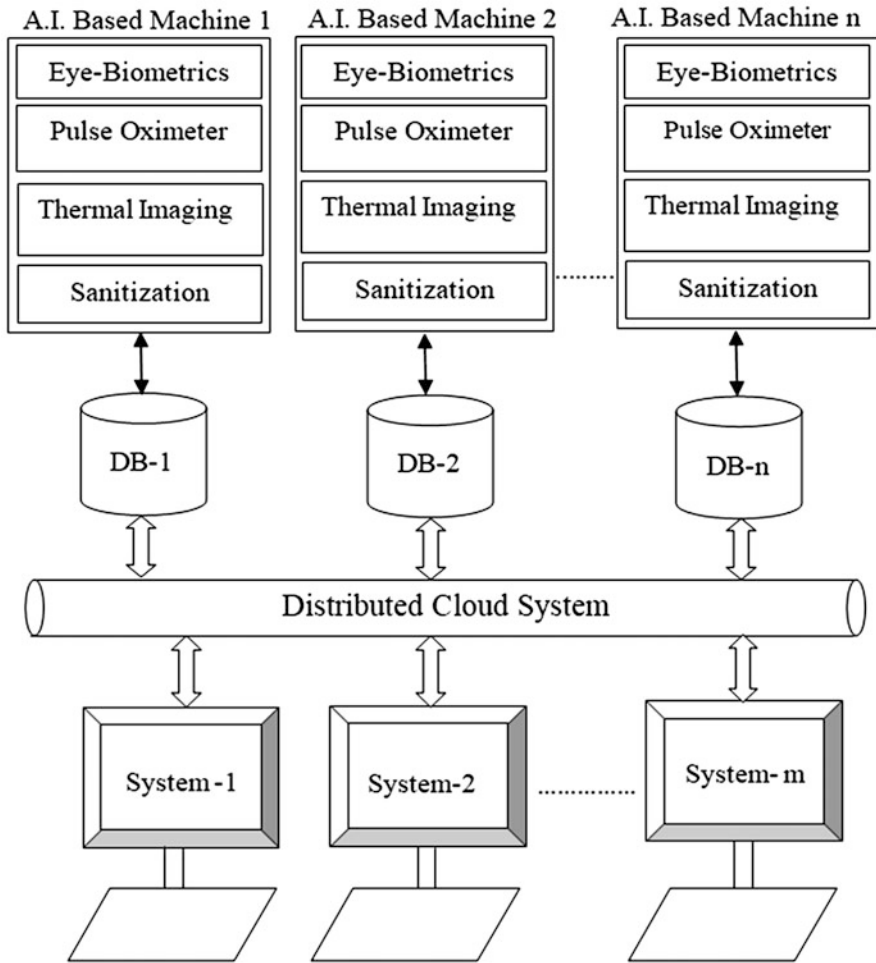 A.I. Based Machine 1
A.I. Based Machine 2
A.I. Based Machine n
Eye-Biometrics
Pulse Oximeter
Thermal Imaging
Sanitization
Eye-Biometrics
Pulse Oximeter
Thermal Imaging
Sanitization
Eye-Biometrics
Pulse Oximeter
Thermal Imaging
Sanitization
DB-1
DB-2
DB-n
Distributed Cloud System
System-1
System-2
System- m